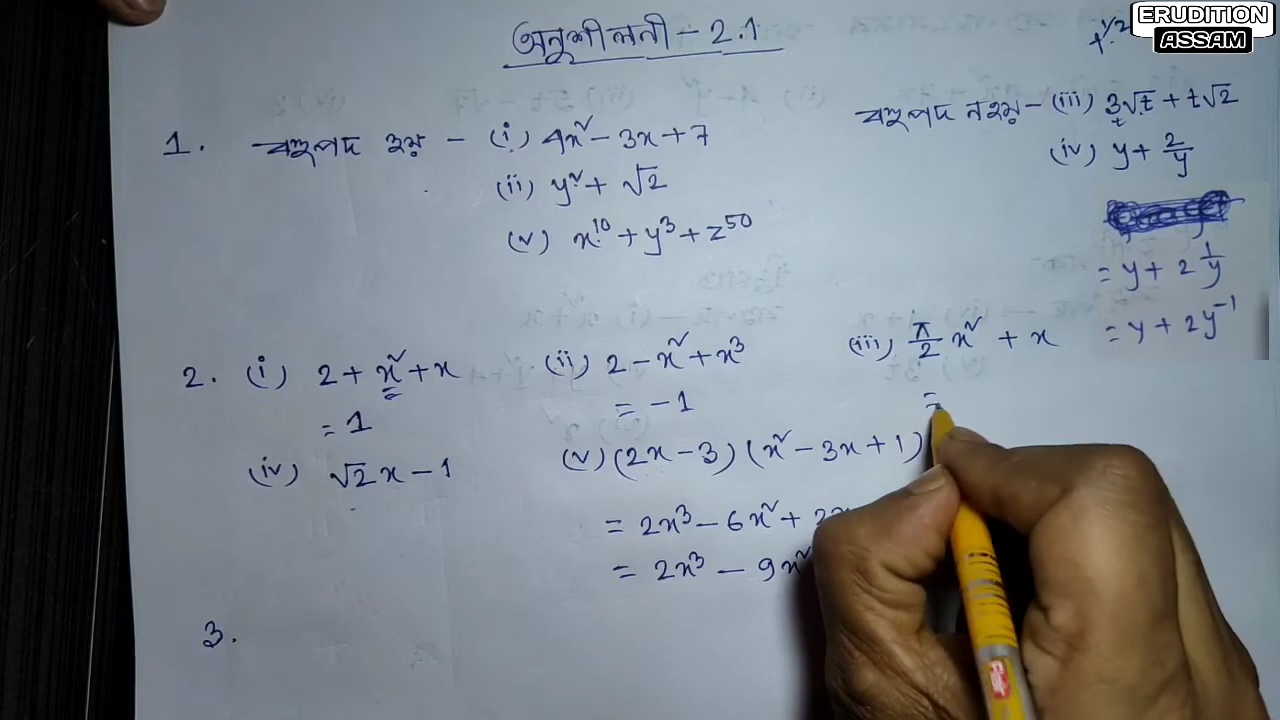 ERUDITION
ASSAM
অনুশীলনী - 2.1
1. বহুপদ হয় - (i) 4x² - 3x + 7
(ii) y² + √2
(v) x¹⁰ + y³ + z⁵⁰
t^1/2
বহুপদ নহয় - (iii) 3√t + t√2
(iv) y + 2/y
= y + 2 1/y
= y + 2y⁻¹
2. (i) 2 + x² + x
= 1
(ii) 2 - x² + x³
= -1
(iii) π/2 x² + x
=
(iv) √2x - 1
(v) (2x - 3)(x² - 3x + 1)
= 2x³ - 6x² +
= 2x³ - 9x²
3.